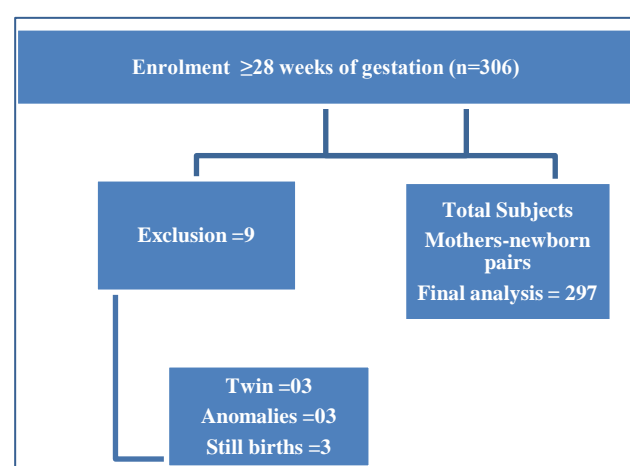 Enrolment ≥28 weeks of gestation (n=306)
Exclusion =9
Total Subjects
Mothers-newborn
pairs
Final analysis = 297
Twin =03
Anomalies =03
Still births =3